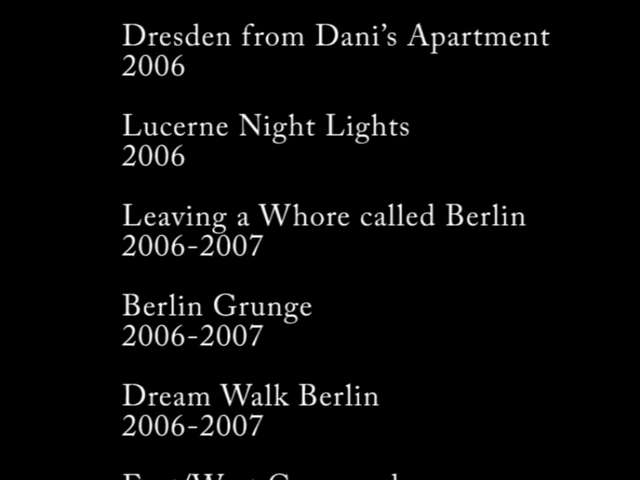 Dresden from Dani's Apartment
2006
Lucerne Night Lights
2006
Leaving a Whore called Berlin
2006-2007
Berlin Grunge
2006-2007
Dream Walk Berlin
2006-2007